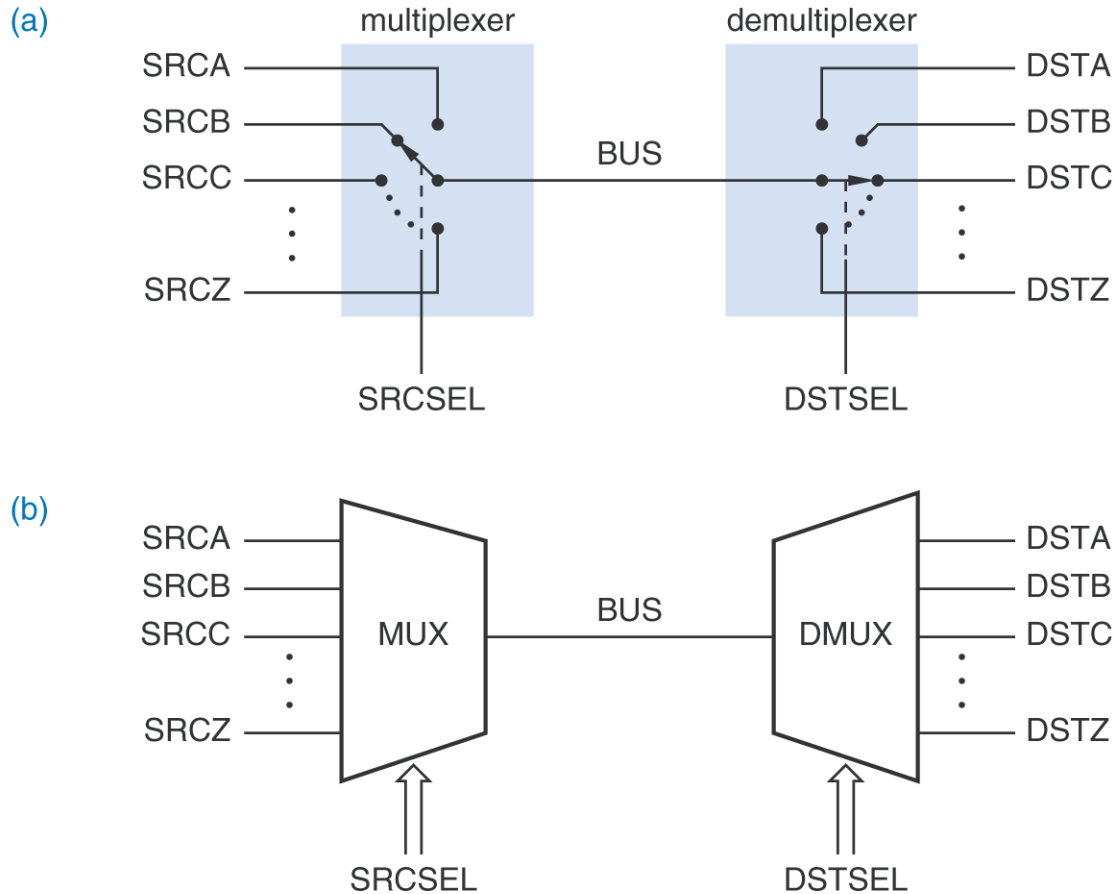 (a)
multiplexer
demultiplexer
SRCA
DSTA
SRCB
DSTB
BUS
SRCC
DSTC
SRCZ
DSTZ
SRCSEL
DSTSEL
(b)
SRCA
DSTA
SRCB
DSTB
BUS
SRCC
MUX
DMUX
DSTC
SRCZ
DSTZ
SRCSEL
DSTSEL